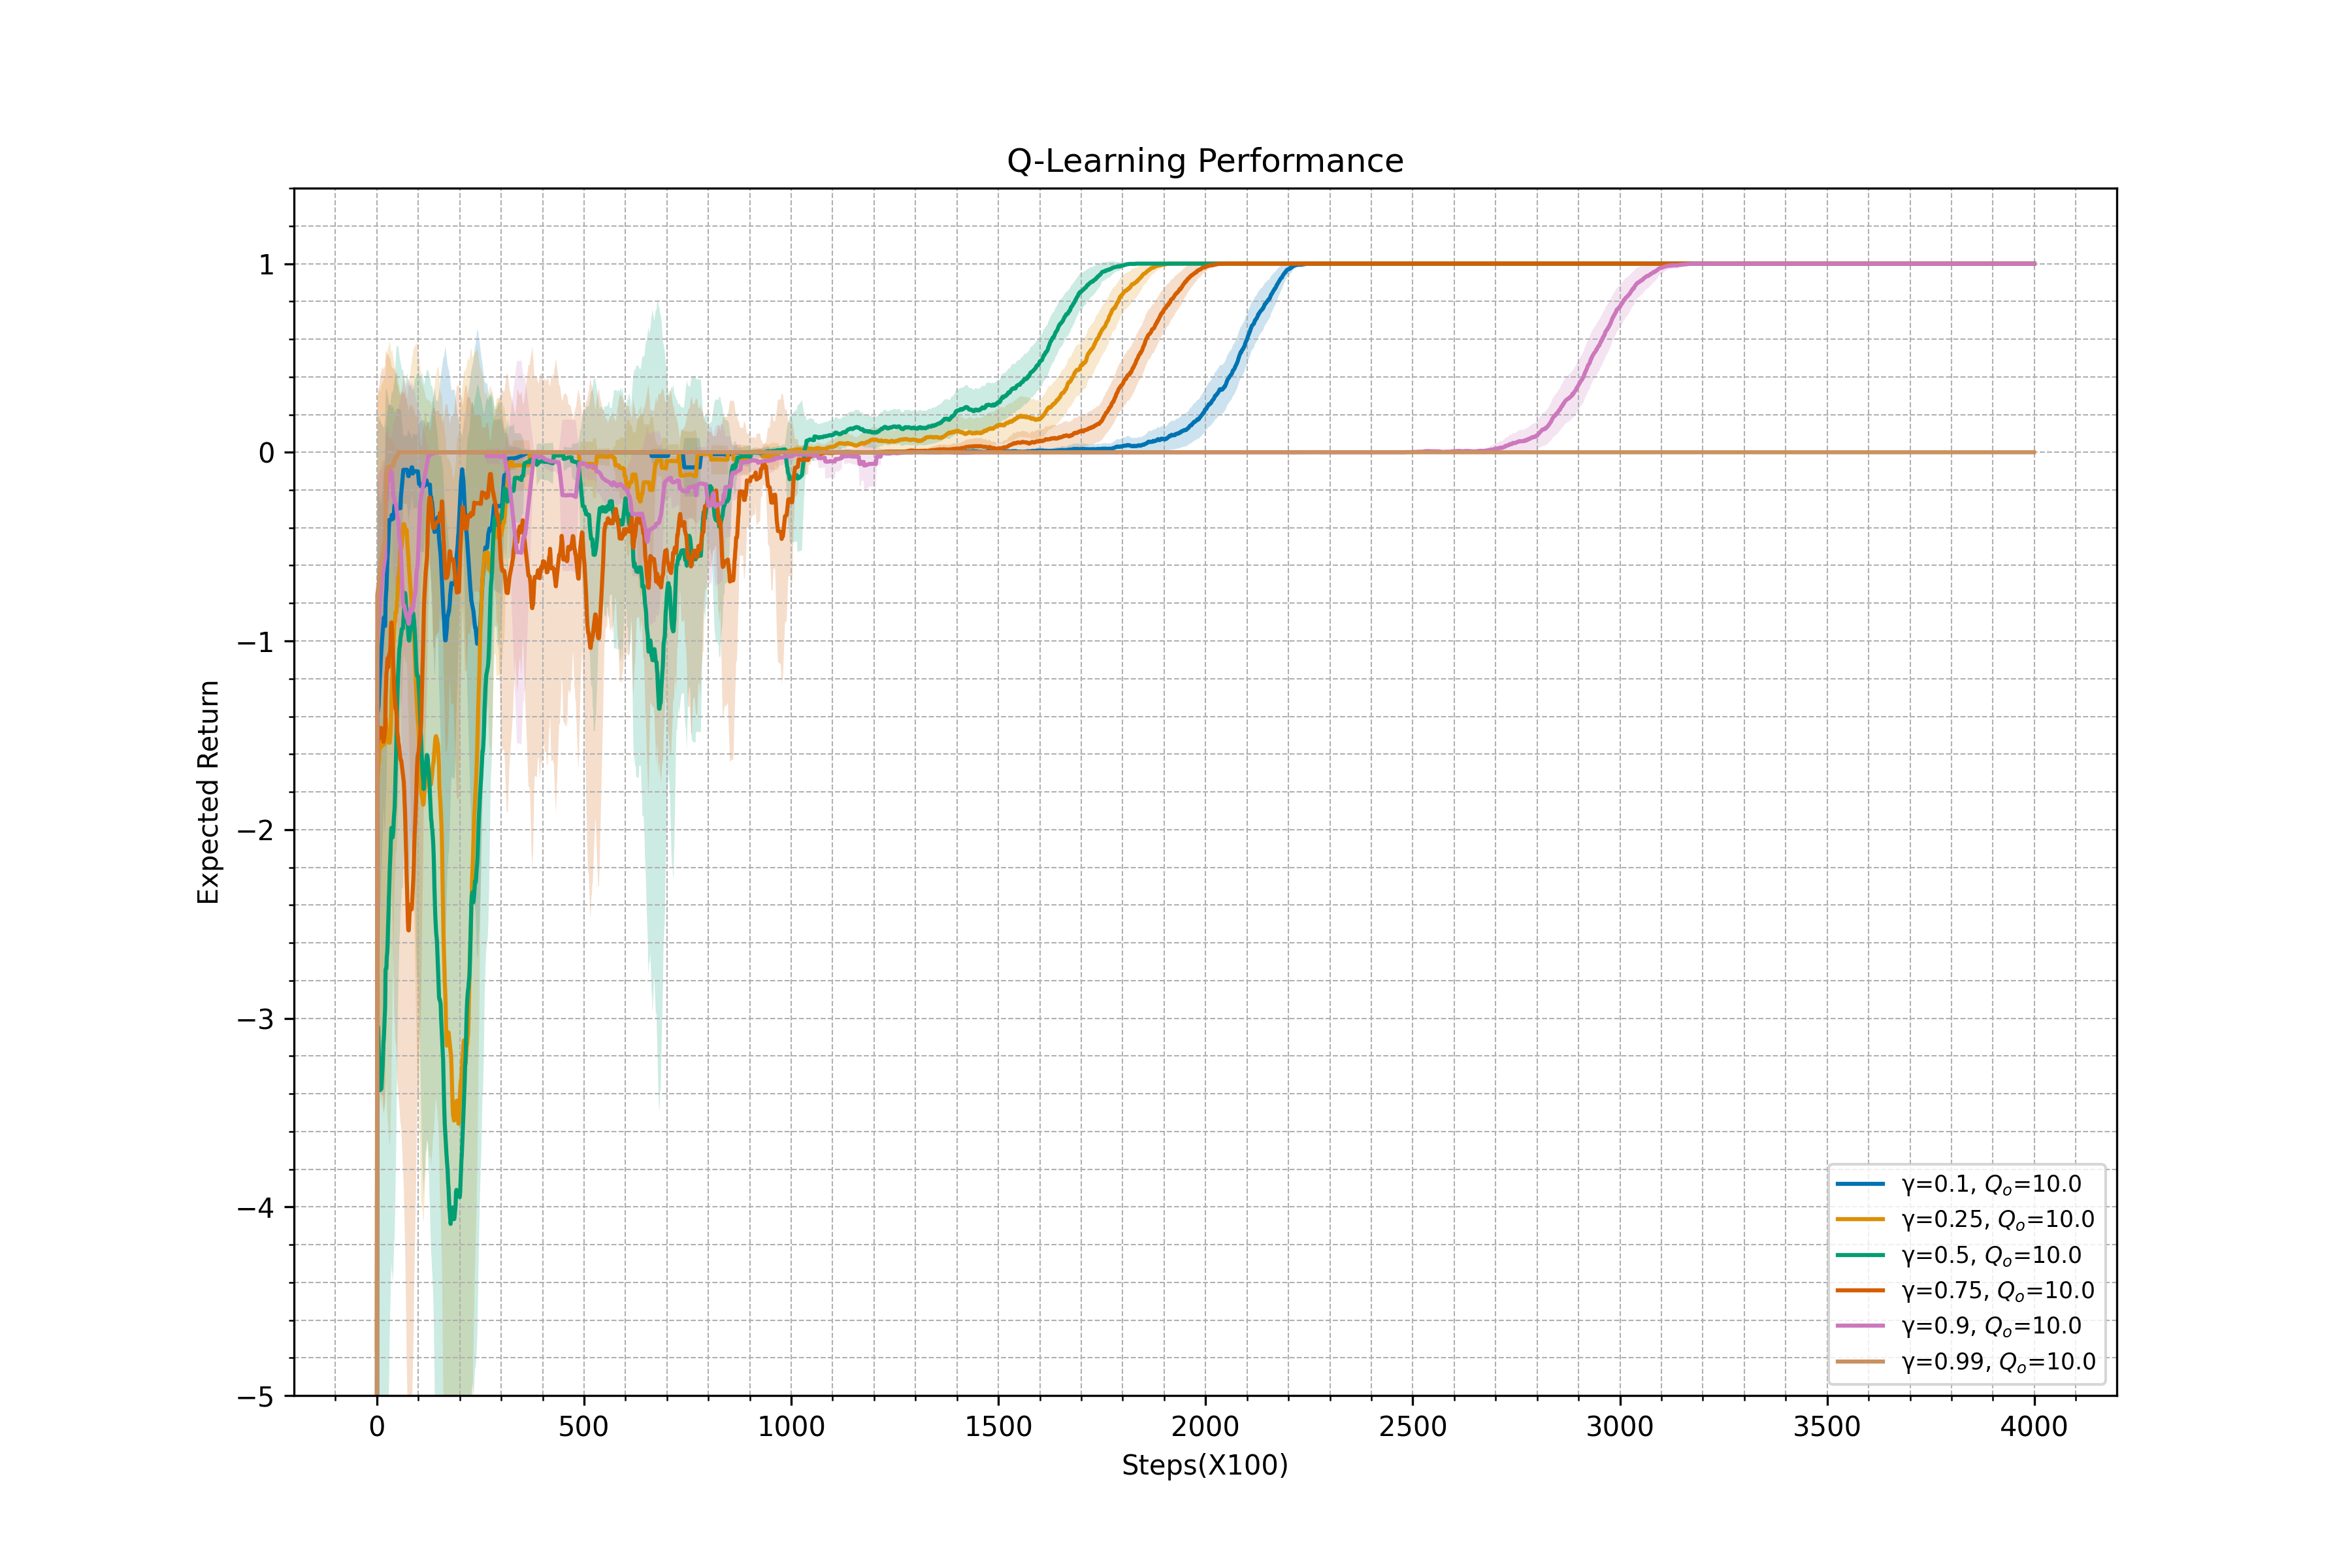 Q-Learning Performance
1
0
−1
−2
−3
−4
−5
Expected Return
0 500 1000 1500 2000 2500 3000 3500 4000
Steps(X100)
γ=0.1, Qₒ=10.0
γ=0.25, Qₒ=10.0
γ=0.5, Qₒ=10.0
γ=0.75, Qₒ=10.0
γ=0.9, Qₒ=10.0
γ=0.99, Qₒ=10.0